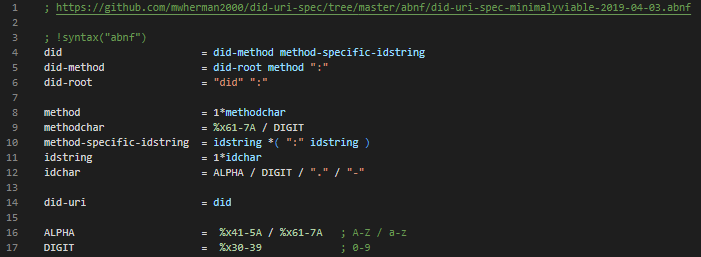 1 ; https://github.com/mwherman2000/did-uri-spec/tree/master/abnf/did-uri-spec-minimalyviable-2019-04-03.abnf
2
3 ; !syntax("abnf")
4 did = did-method method-specific-idstring
5 did-method = did-root method ":"
6 did-root = "did" ":"
7
8 method = 1*methodchar
9 methodchar = %x61-7A / DIGIT
10 method-specific-idstring = idstring *( ":" idstring )
11 idstring = 1*idchar
12 idchar = ALPHA / DIGIT / "." / "-"
13
14 did-uri = did
15
16 ALPHA = %x41-5A / %x61-7A ; A-Z / a-z
17 DIGIT = %x30-39 ; 0-9